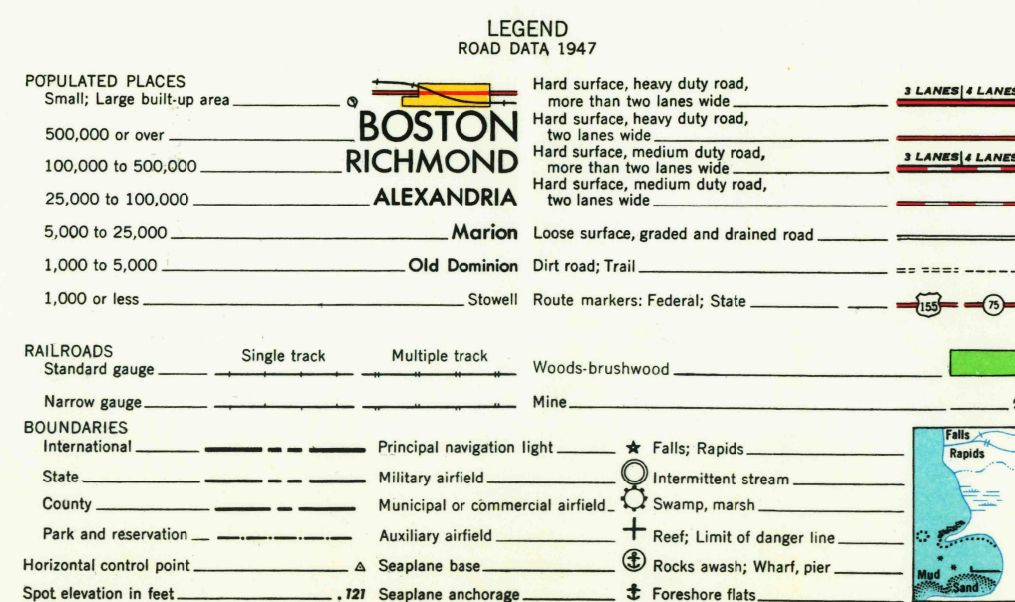 LEGEND
ROAD DATA 1947
POPULATED PLACES
Small; Large built-up area
500,000 or over BOSTON
100,000 to 500,000 RICHMOND
25,000 to 100,000 ALEXANDRIA
5,000 to 25,000 Marion
1,000 to 5,000 Old Dominion
1,000 or less Stowell
Hard surface, heavy duty road,
more than two lanes wide 3 LANES 4 LANES
Hard surface, heavy duty road,
two lanes wide
Hard surface, medium duty road,
more than two lanes wide 3 LANES 4 LANES
Hard surface, medium duty road,
two lanes wide
Loose surface, graded and drained road
Dirt road; Trail
Route markers: Federal; State 155 75
RAILROADS Single track Multiple track
Standard gauge
Narrow gauge
Woods-brushwood
Mine
BOUNDARIES
International
State
County
Park and reservation
Horizontal control point
Spot elevation in feet .121
Principal navigation light
Military airfield
Municipal or commercial airfield
Auxiliary airfield
Seaplane base
Seaplane anchorage
Falls; Rapids
Intermittent stream
Swamp, marsh
Reef; Limit of danger line
Rocks awash; Wharf, pier
Foreshore flats
Falls
Rapids
Mud
Sand